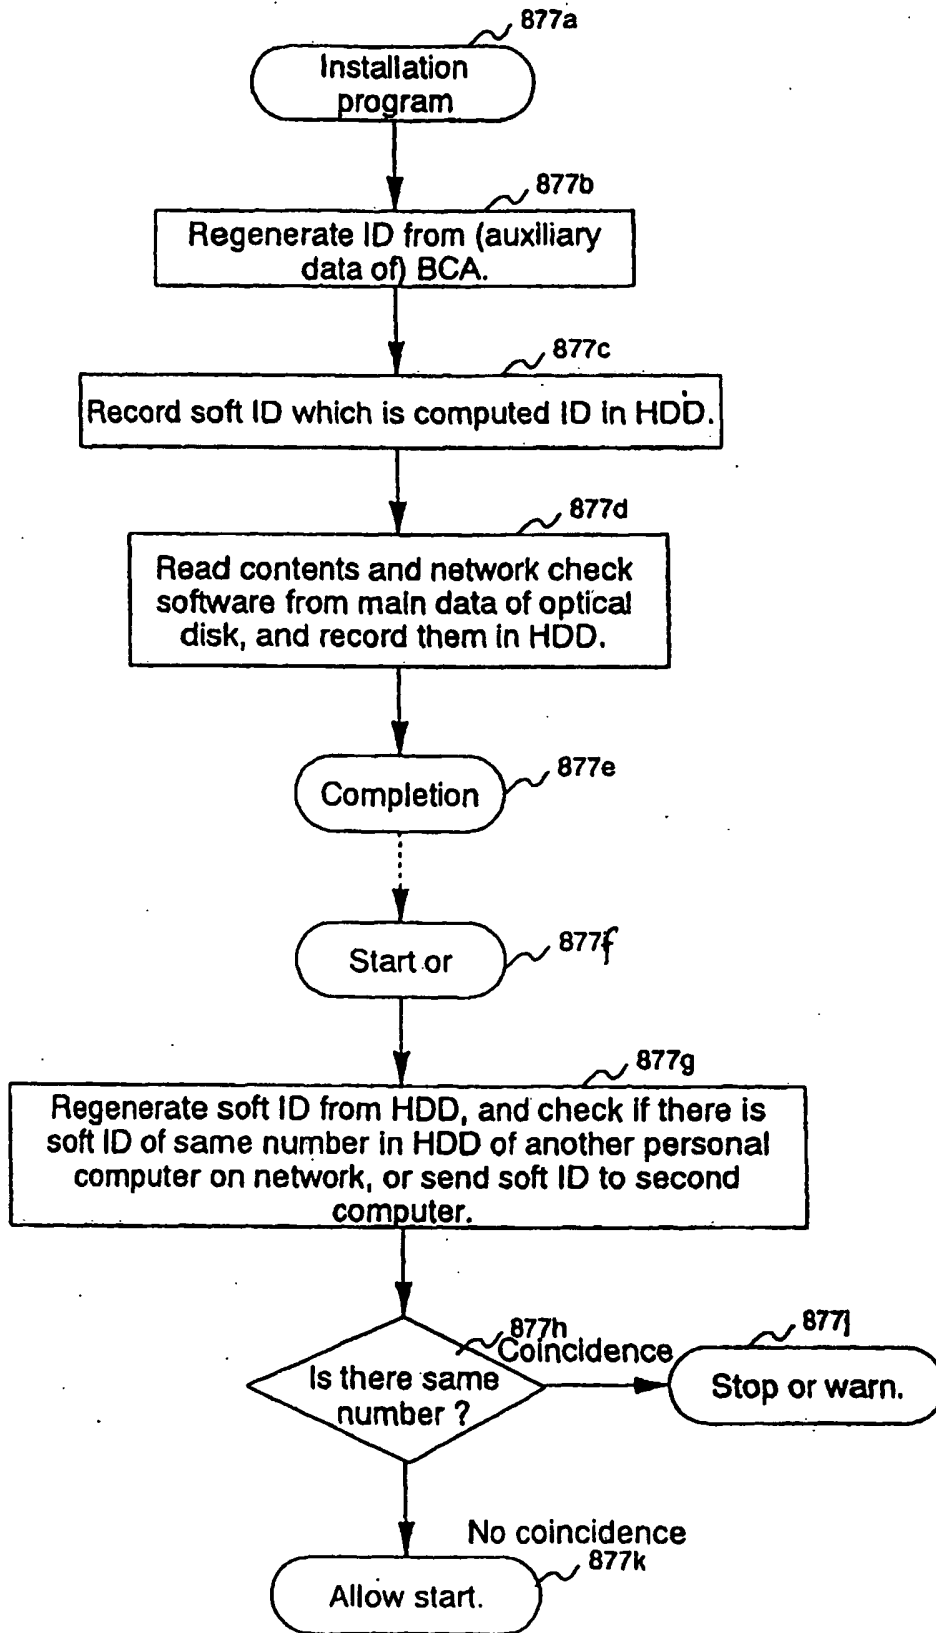 877a
Installation
program
877b
Regenerate ID from (auxiliary
data of) BCA.
877c
Record soft ID which is computed ID in HDD.
877d
Read contents and network check
software from main data of optical
disk, and record them in HDD.
877e
Completion
877f
Start or
877g
Regenerate soft ID from HDD, and check if there is
soft ID of same number in HDD of another personal
computer on network, or send soft ID to second
computer.
877h
Coincidence
877j
Is there same
number ?
Stop or warn.
No coincidence
877k
Allow start.